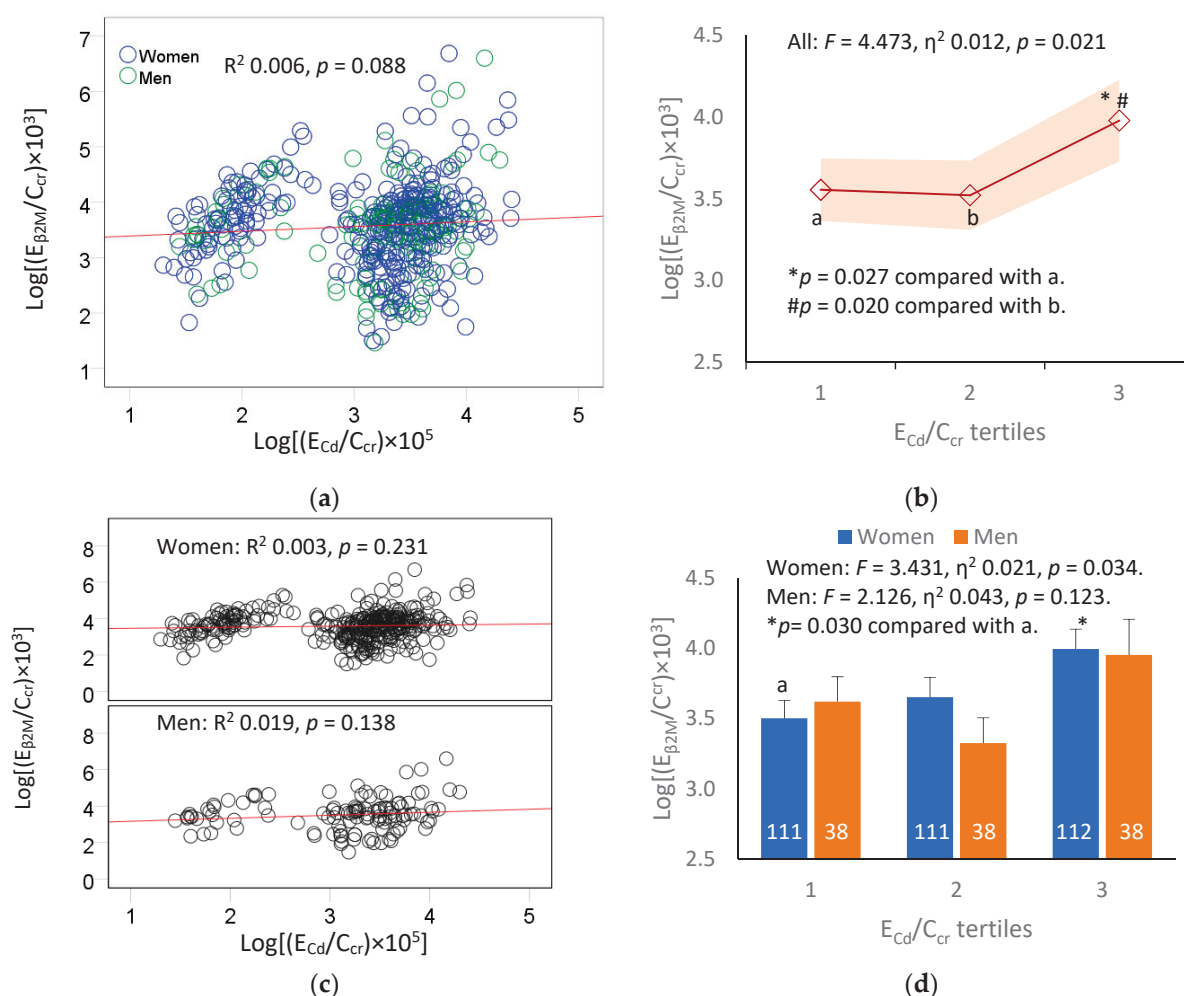 Women
Men
R² 0.006, p = 0.088
7
6
5
4
3
2
1
Log[(Eβ2M/Ccr)×10³]
1 2 3 4 5
Log[(ECd/Ccr)×10⁵
(a)
All: F = 4.473, η² 0.012, p = 0.021
4.5
4.0
3.5
3.0
2.5
Log[(Eβ2M/Ccr)×10³]
* #
a
b
*p = 0.027 compared with a.
#p = 0.020 compared with b.
1 2 3
ECd/Ccr tertiles
(b)
Women: R² 0.003, p = 0.231
8
6
4
2
0
Men: R² 0.019, p = 0.138
8
6
4
2
0
Log[(Eβ2M/Ccr)×10³]
1 2 3 4 5
Log[(ECd/Ccr)×10⁵]
(c)
Women Men
Women: F = 3.431, η² 0.021, p = 0.034.
Men: F = 2.126, η² 0.043, p = 0.123.
*p= 0.030 compared with a.
*
a
4.5
4.0
3.5
3.0
2.5
Log[(Eβ2M/Cᶜʳ)×10³]
111 38 111 38 112 38
1 2 3
ECd/Ccr tertiles
(d)